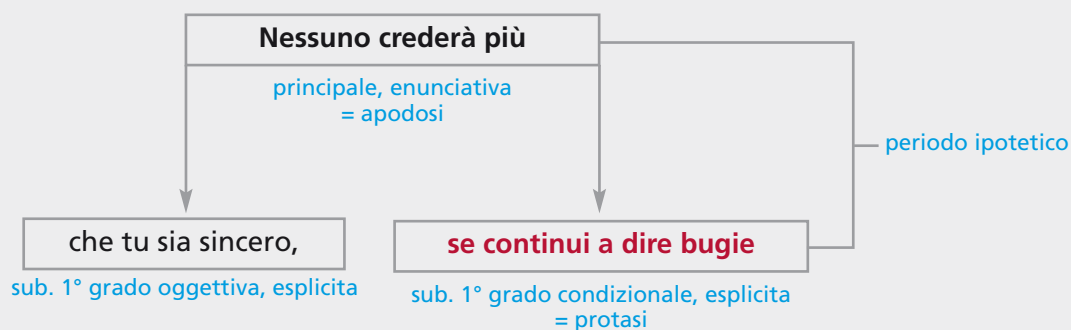 Nessuno crederà più
principale, enunciativa
= apodosi
periodo ipotetico
che tu sia sincero,
se continui a dire bugie
sub. 1° grado oggettiva, esplicita
sub. 1° grado condizionale, esplicita
= protasi